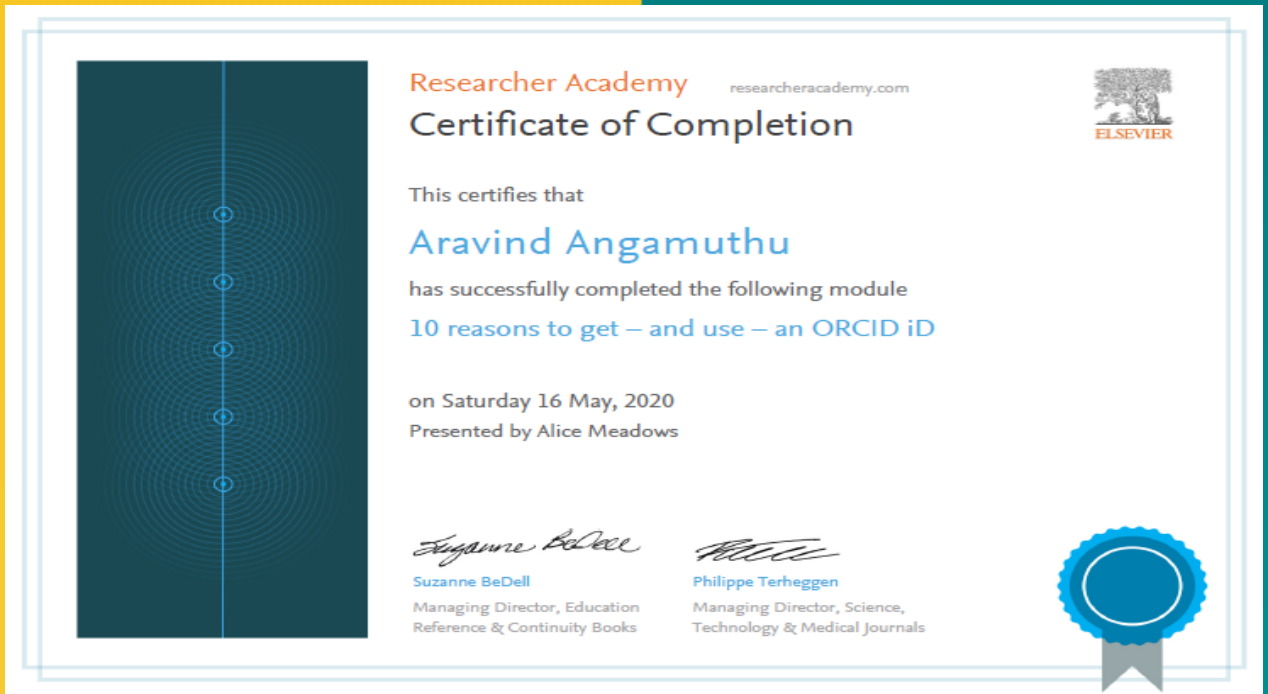 Researcher Academy researcheracademy.com
Certificate of Completion
ELSEVIER
This certifies that
Aravind Angamuthu
has successfully completed the following module
10 reasons to get – and use – an ORCID iD
on Saturday 16 May, 2020
Presented by Alice Meadows
Suzanne BeDell
Suzanne BeDell
Managing Director, Education
Reference & Continuity Books
Philippe Terheggen
Managing Director, Science,
Technology & Medical Journals